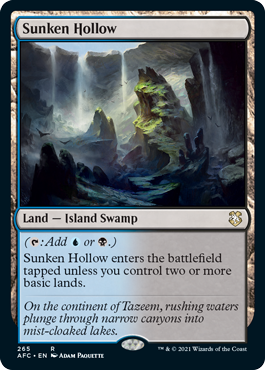 Sunken Hollow
Land — Island Swamp
(: Add or .)
Sunken Hollow enters the battlefield
tapped unless you control two or more
basic lands.
On the continent of Tazeem, rushing waters
plunge through narrow canyons into
mist-cloaked lakes.
265 R
AFC • EN Adam Paquette
™ & © 2021 Wizards of the Coast